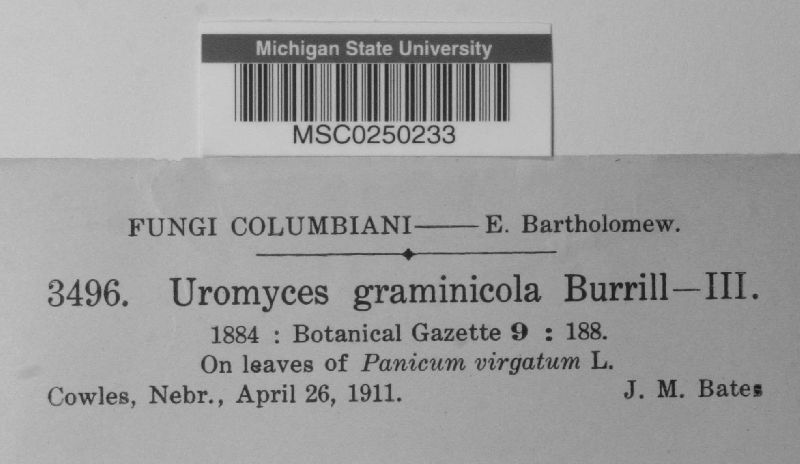 Michigan State University
MSC0250233
FUNGI COLUMBIANI—— E. Bartholomew.
3496. Uromyces graminicola Burrill—III.
1884 : Botanical Gazette 9 : 188.
On leaves of Panicum virgatum L.
Cowles, Nebr., April 26, 1911. J. M. Bates